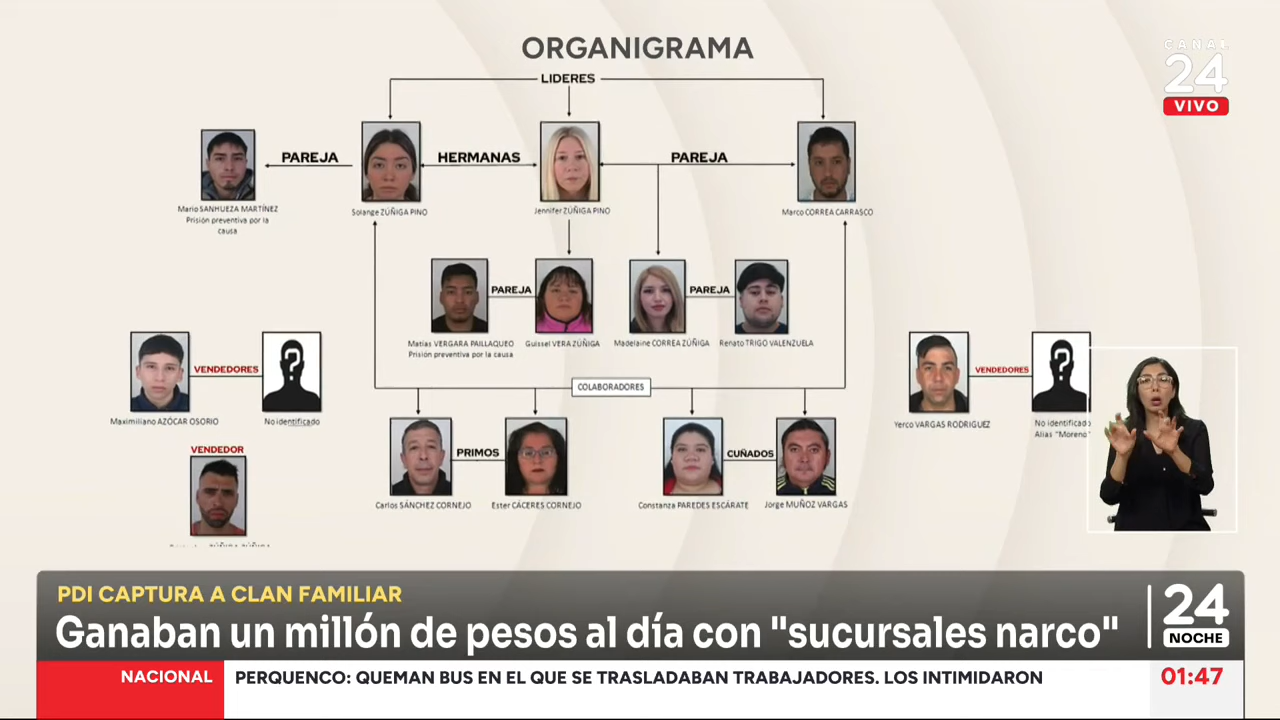 ORGANIGRAMA
LIDERES
CANAL
24
VIVO
PAREJA
HERMANAS
PAREJA
Mario SANHUEZA MARTÍNEZ
Prisión preventiva por la
causa
Solange ZÚÑIGA PINO
Jennifer ZÚÑIGA PINO
Marco CORREA CARRASCO
PAREJA
PAREJA
Matías VERGARA PAILLAQUEO
Prisión preventiva por la causa
Guissel VERA ZÚÑIGA
Madelaine CORREA ZÚÑIGA
Renato TRIGO VALENZUELA
VENDEDORES
VENDEDORES
COLABORADORES
Maximiliano AZÓCAR OSORIO
No identificado
Yerco VARGAS RODRIGUEZ
No identificado
Alias "Moreno"
VENDEDOR
PRIMOS
CUÑADOS
Carlos SÁNCHEZ CORNEJO
Ester CÁCERES CORNEJO
Constanza PAREDES ESCÁRATE
Jorge MUÑOZ VARGAS
PDI CAPTURA A CLAN FAMILIAR
Ganaban un millón de pesos al día con "sucursales narco"
24
NOCHE
NACIONAL
PERQUENCO: QUEMAN BUS EN EL QUE SE TRASLADABAN TRABAJADORES. LOS INTIMIDARON
01:47